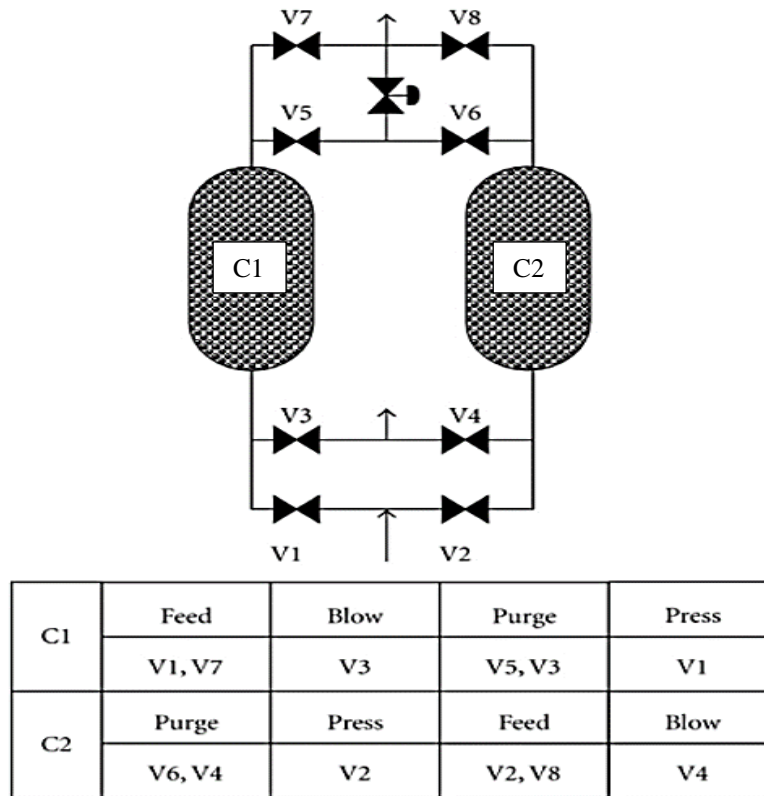 V7 V8
V5 V6
C1 C2
V3 V4
V1 V2
C1 Feed Blow Purge Press
V1, V7 V3 V5, V3 V1
C2 Purge Press Feed Blow
V6, V4 V2 V2, V8 V4